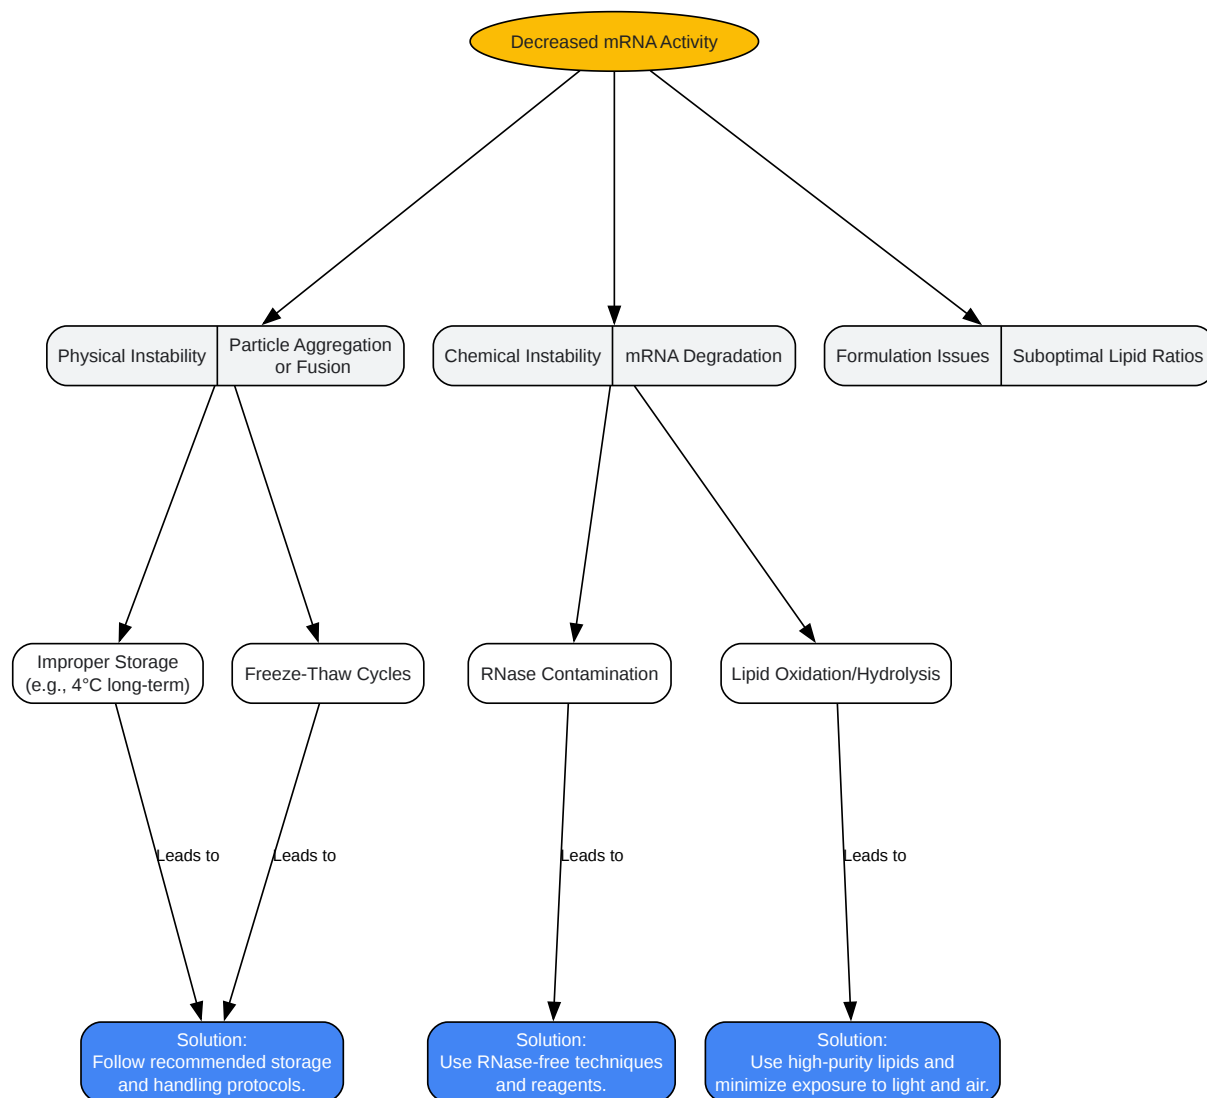 Decreased mRNA Activity
Physical Instability
Particle Aggregation
or Fusion
Chemical Instability
mRNA Degradation
Formulation Issues
Suboptimal Lipid Ratios
Improper Storage
(e.g., 4°C long-term)
Freeze-Thaw Cycles
RNase Contamination
Lipid Oxidation/Hydrolysis
Leads to
Leads to
Leads to
Leads to
Solution:
Follow recommended storage
and handling protocols.
Solution:
Use RNase-free techniques
and reagents.
Solution:
Use high-purity lipids and
minimize exposure to light and air.